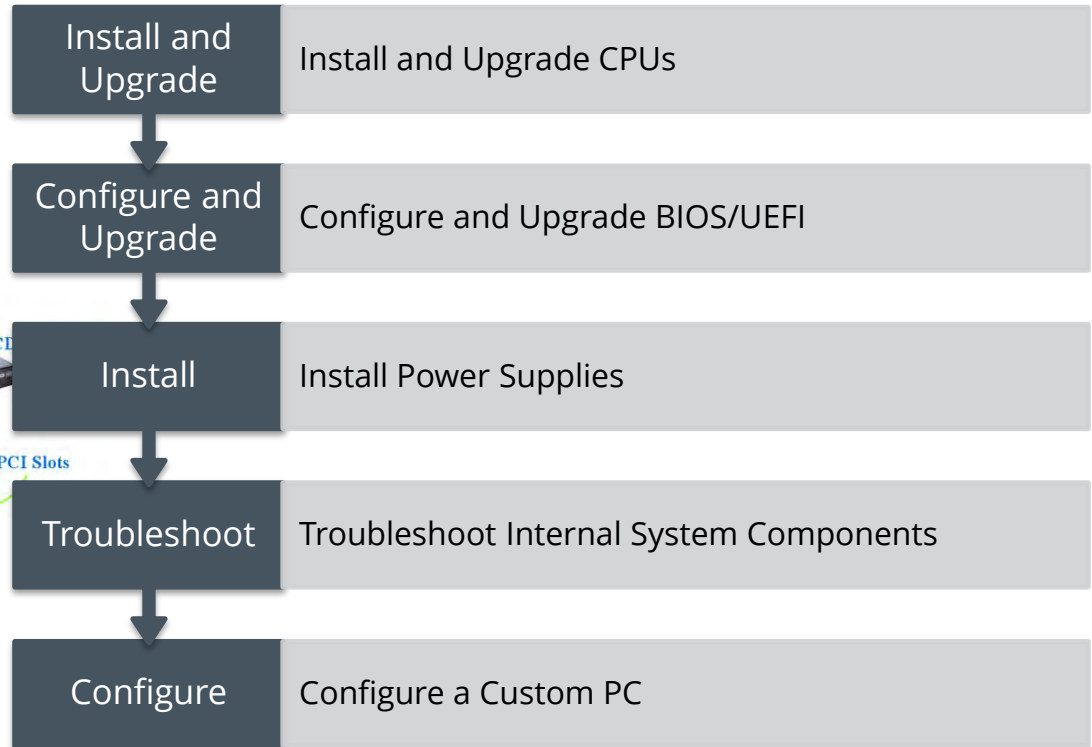 Install and
Upgrade
Install and Upgrade CPUs
Configure and
Upgrade
Configure and Upgrade BIOS/UEFI
Install
Install Power Supplies
PCI Slots
Troubleshoot
Troubleshoot Internal System Components
Configure
Configure a Custom PC